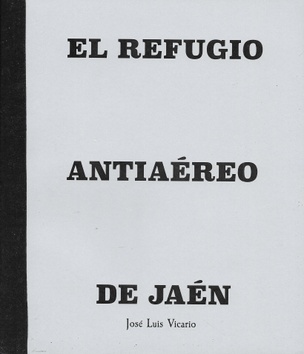 EL REFUGIO
ANTIAÉREO
DE JAÉN
José Luis Vicario